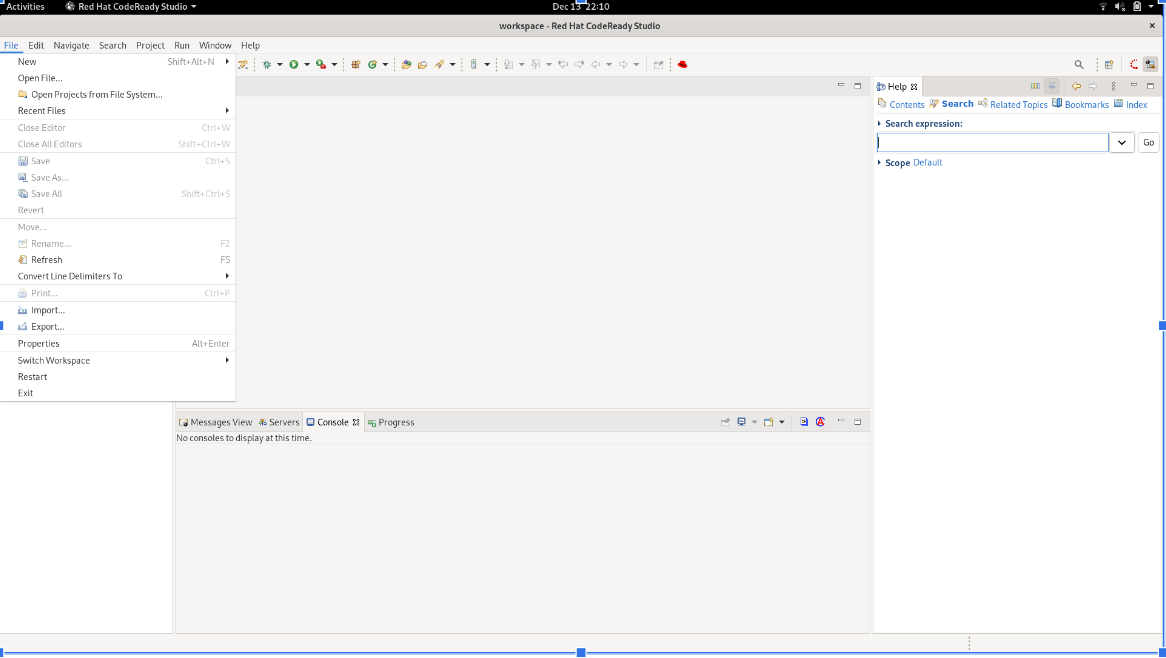 Activities Red Hat CodeReady Studio Dec 13 22:10
workspace - Red Hat CodeReady Studio
File Edit Navigate Search Project Run Window Help
New Shift+Alt+N
Open File...
Open Projects from File System...
Recent Files
Close Editor Ctrl+W
Close All Editors Shift+Ctrl+W
Save Ctrl+S
Save As...
Save All Shift+Ctrl+S
Revert
Move...
Rename... F2
Refresh F5
Convert Line Delimiters To
Print... Ctrl+P
Import...
Export...
Properties Alt+Enter
Switch Workspace
Restart
Exit
Messages View Servers Console Progress
No consoles to display at this time.
Help
Contents Search Related Topics Bookmarks Index
Search expression:
Go
Scope Default